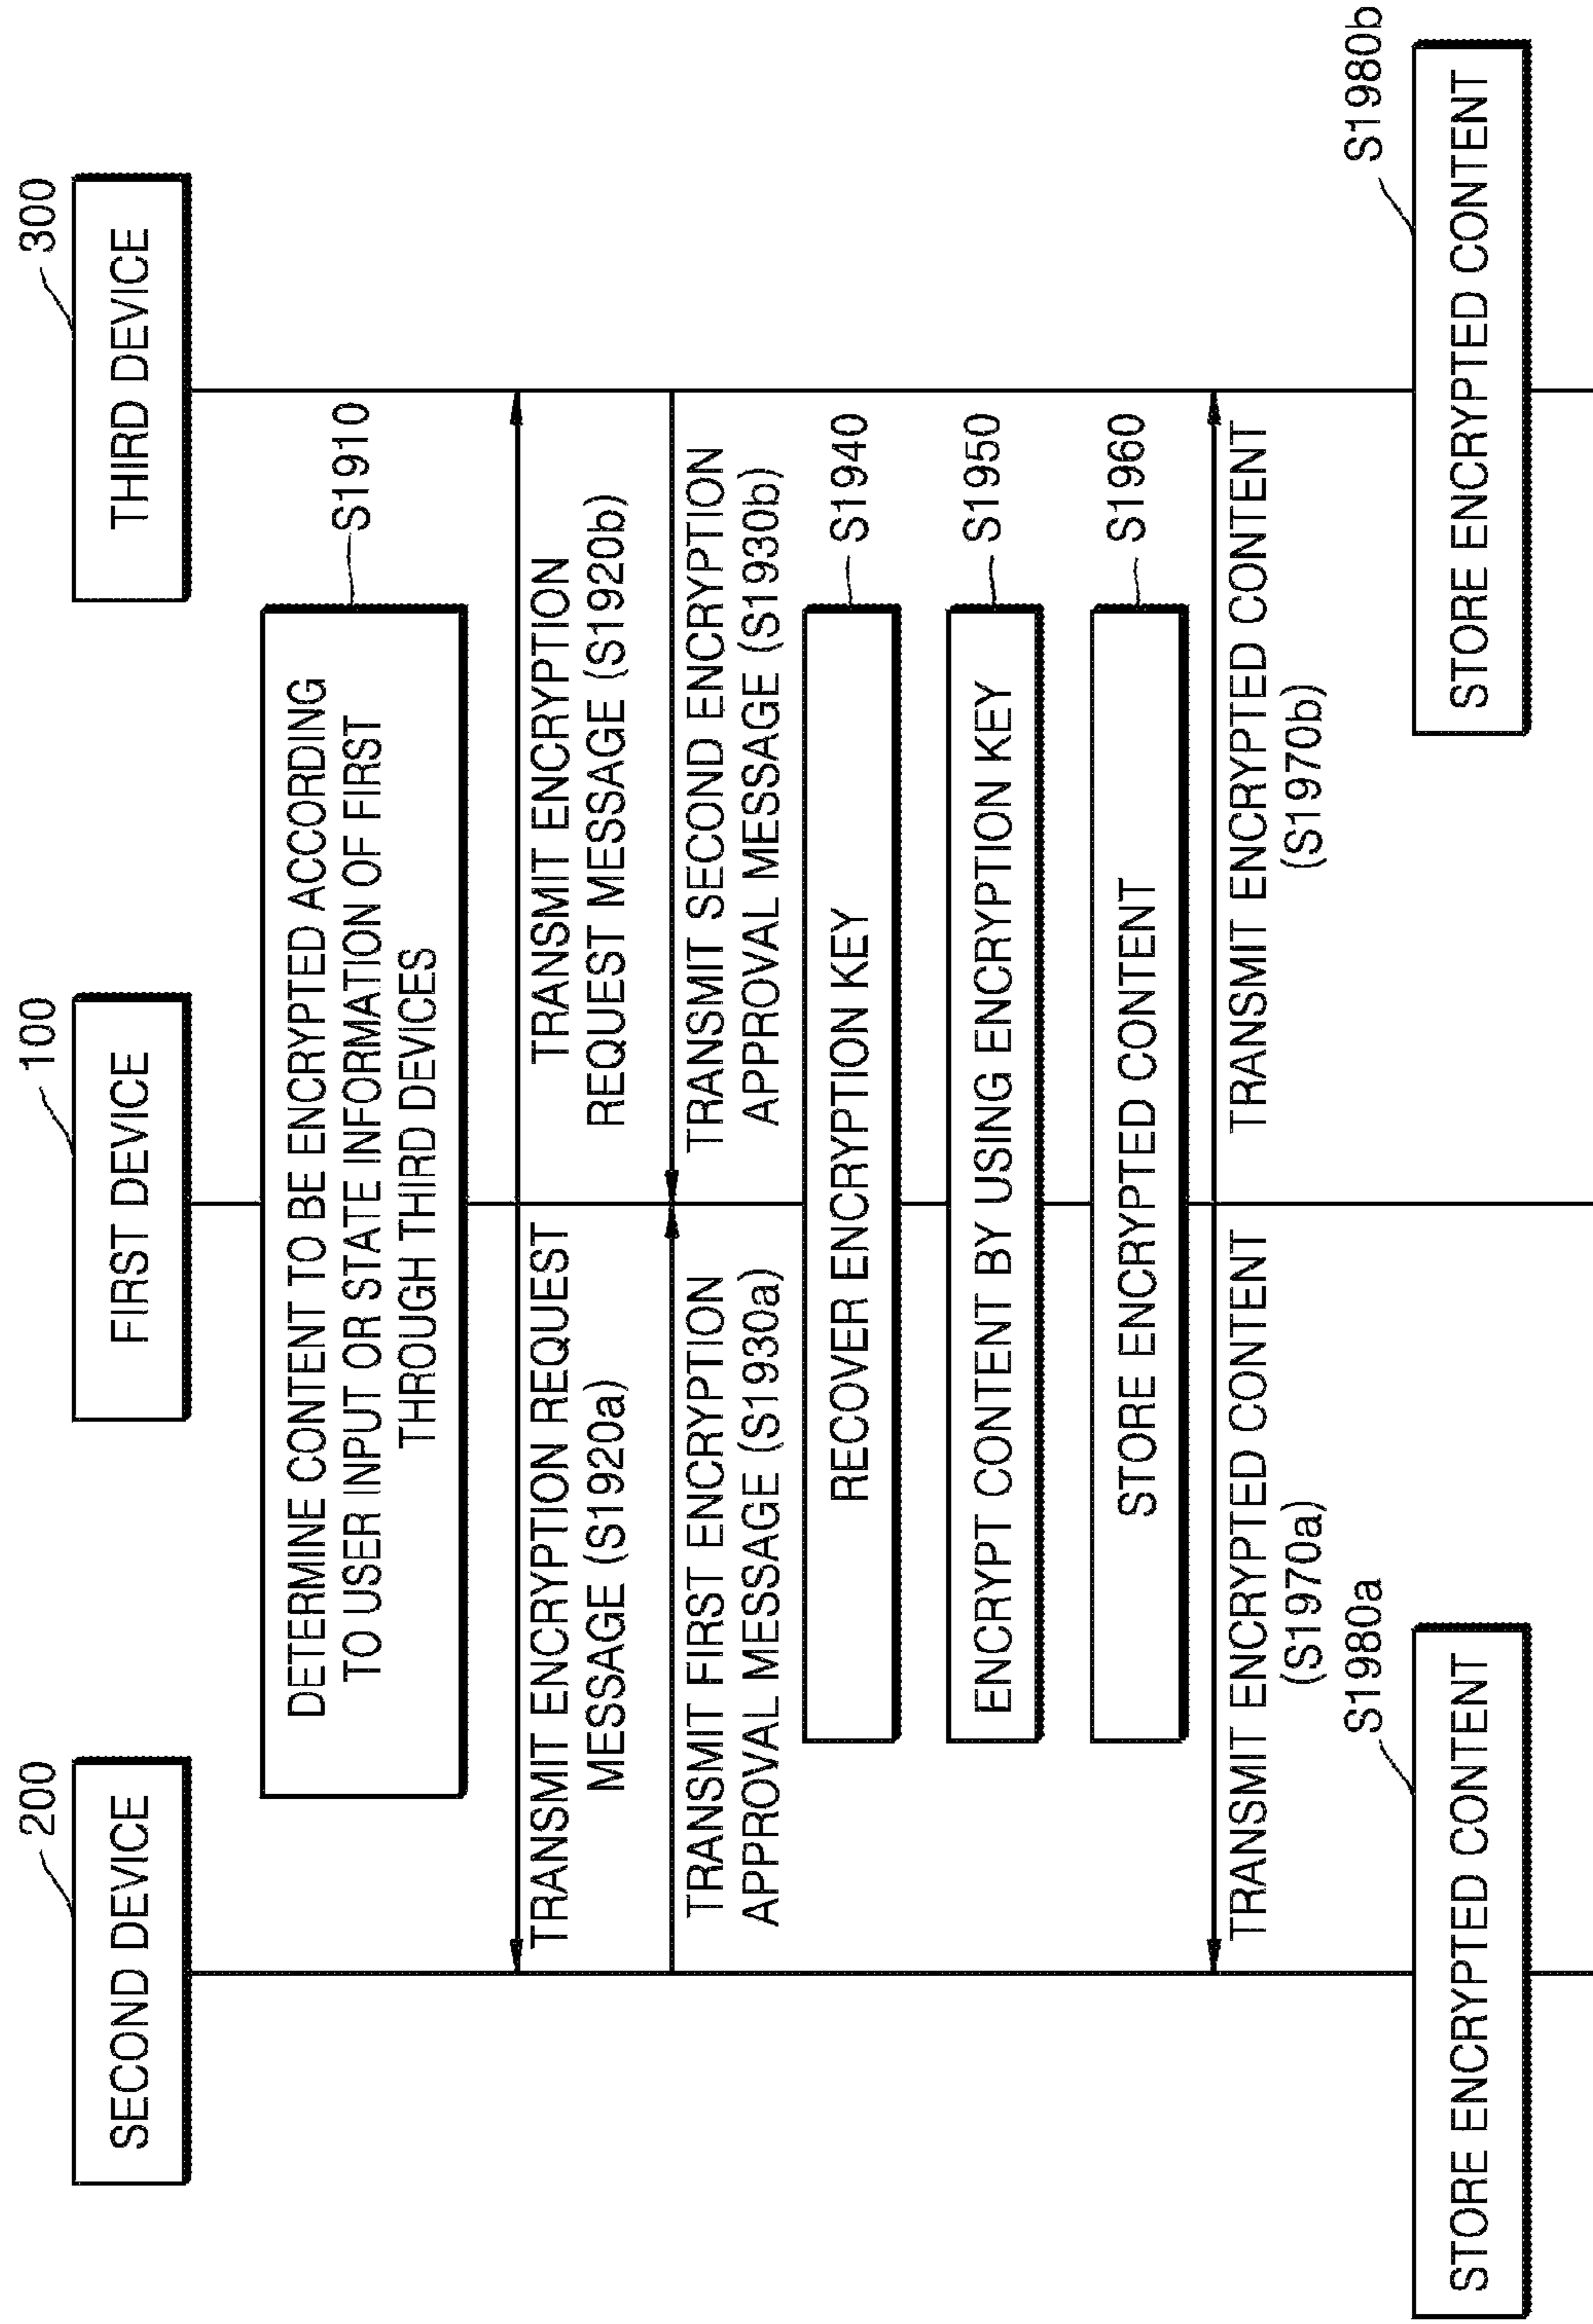 200
100
300
SECOND DEVICE
FIRST DEVICE
THIRD DEVICE
DETERMINE CONTENT TO BE ENCRYPTED ACCORDING
TO USER INPUT OR STATE INFORMATION OF FIRST
THROUGH THIRD DEVICES
S1910
TRANSMIT ENCRYPTION REQUEST
MESSAGE (S1920a)
TRANSMIT ENCRYPTION
REQUEST MESSAGE (S1920b)
TRANSMIT FIRST ENCRYPTION
APPROVAL MESSAGE (S1930a)
TRANSMIT SECOND ENCRYPTION
APPROVAL MESSAGE (S1930b)
RECOVER ENCRYPTION KEY
S1940
ENCRYPT CONTENT BY USING ENCRYPTION KEY
S1950
STORE ENCRYPTED CONTENT
S1960
TRANSMIT ENCRYPTED CONTENT
(S1970a)
TRANSMIT ENCRYPTED CONTENT
(S1970b)
S1980a
S1980b
STORE ENCRYPTED CONTENT
STORE ENCRYPTED CONTENT